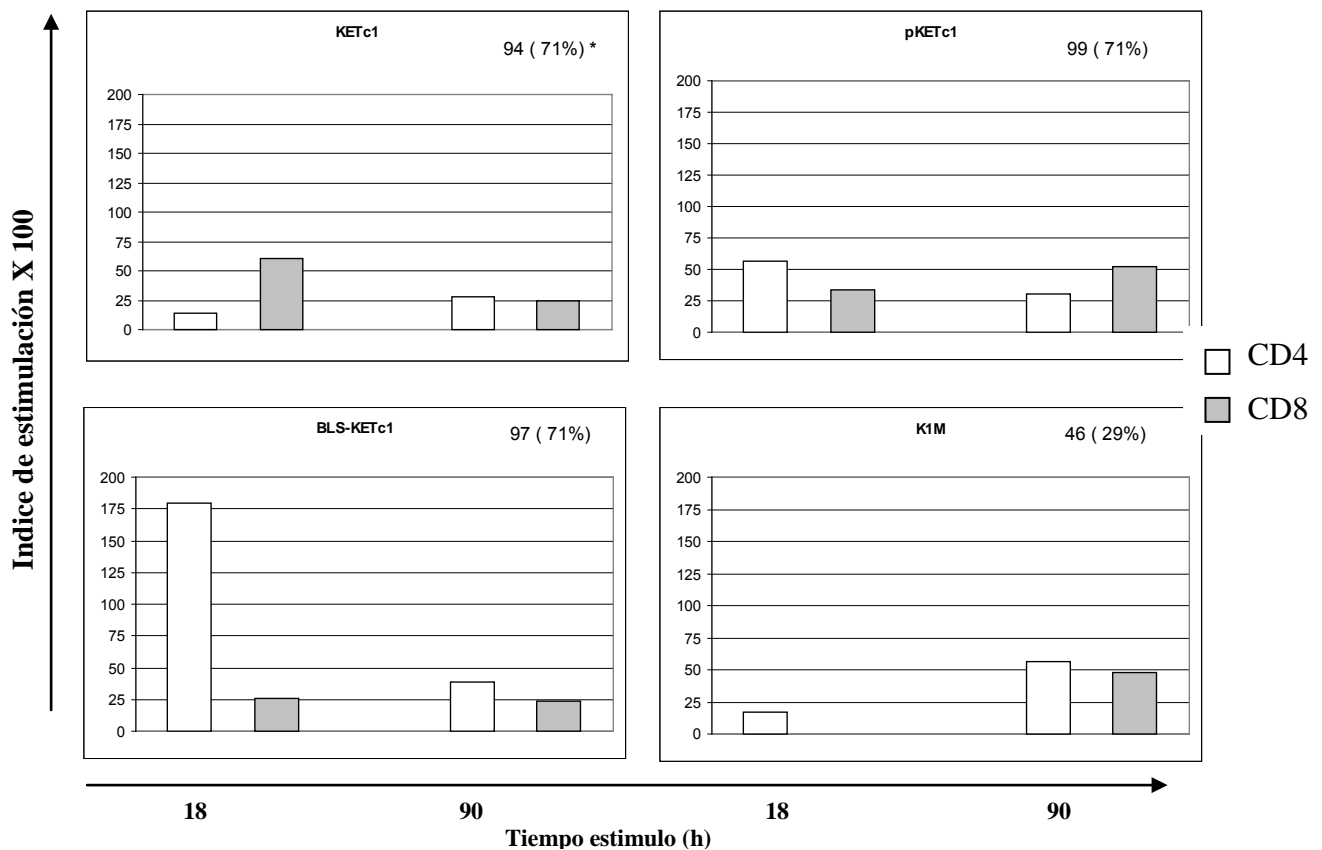 KETc1
94 ( 71%) *
200
175
150
125
100
75
50
25
0
pKETc1
99 ( 71%)
200
175
150
125
100
75
50
25
0
BLS-KETc1
97 ( 71%)
200
175
150
125
100
75
50
25
0
K1M
46 ( 29%)
200
175
150
125
100
75
50
25
0
Indice de estimulación X 100
CD4
CD8
18 90 18 90
Tiempo estimulo (h)